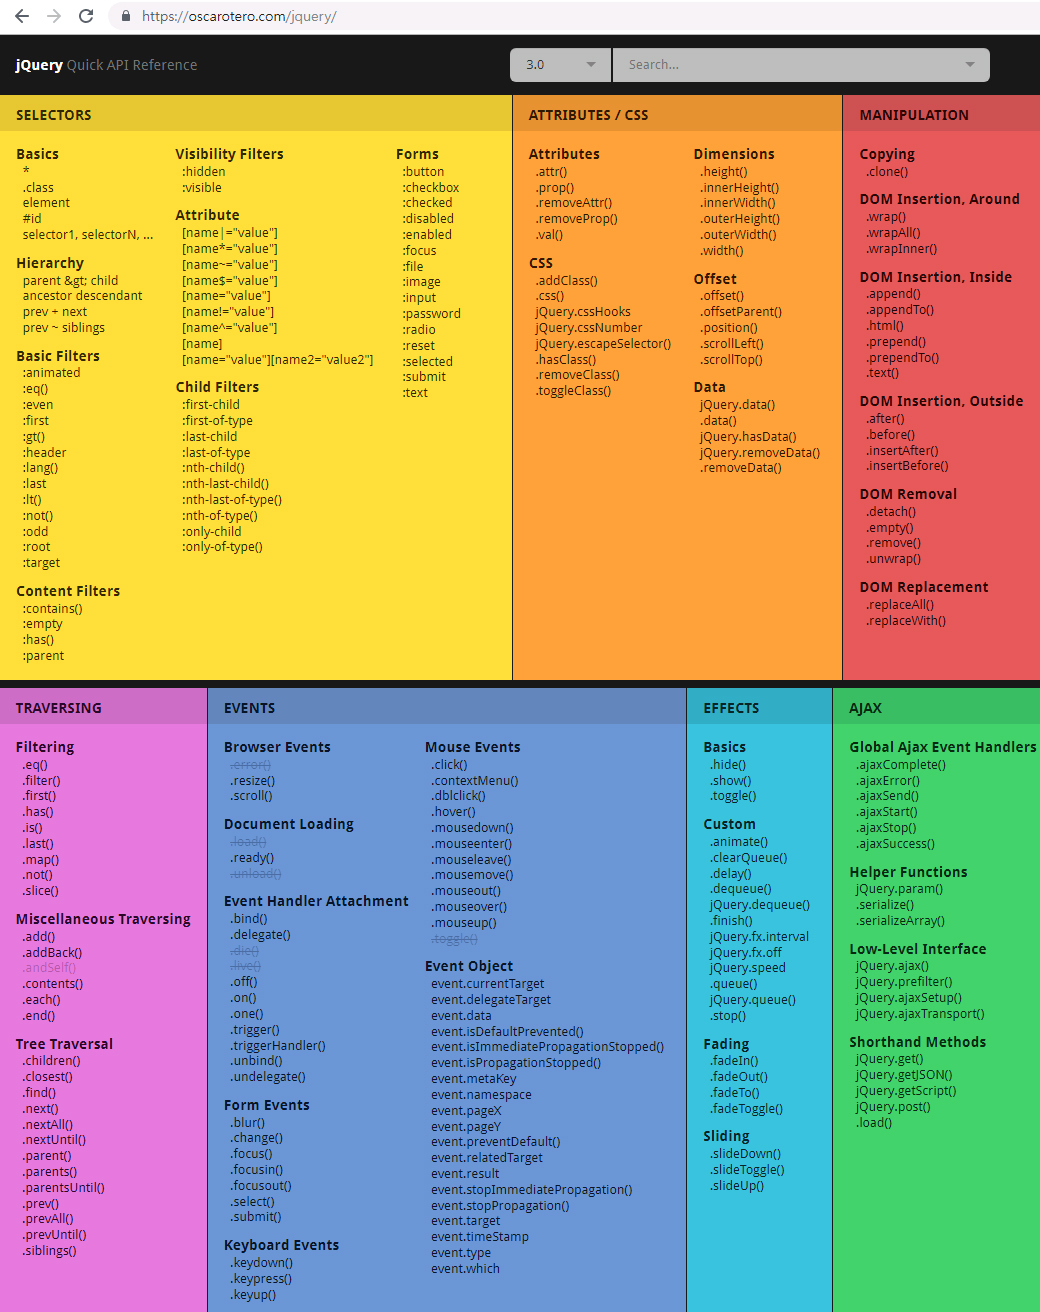 https://oscarotero.com/jquery/
jQuery Quick API Reference
3.0
Search...
SELECTORS
Basics
*
.class
element
#id
selector1, selectorN, ...
Hierarchy
parent &gt; child
ancestor descendant
prev + next
prev ~ siblings
Basic Filters
:animated
:eq()
:even
:first
:gt()
:header
:lang()
:last
:lt()
:not()
:odd
:root
:target
Content Filters
:contains()
:empty
:has()
:parent
Visibility Filters
:hidden
:visible
Attribute
[name|="value"]
[name*="value"]
[name~="value"]
[name$="value"]
[name="value"]
[name!="value"]
[name^="value"]
[name]
[name="value"][name2="value2"]
Child Filters
:first-child
:first-of-type
:last-child
:last-of-type
:nth-child()
:nth-last-child()
:nth-last-of-type()
:nth-of-type()
:only-child
:only-of-type()
Forms
:button
:checkbox
:checked
:disabled
:enabled
:focus
:file
:image
:input
:password
:radio
:reset
:selected
:submit
:text
ATTRIBUTES / CSS
Attributes
.attr()
.prop()
.removeAttr()
.removeProp()
.val()
CSS
.addClass()
.css()
jQuery.cssHooks
jQuery.cssNumber
jQuery.escapeSelector()
.hasClass()
.removeClass()
.toggleClass()
Dimensions
.height()
.innerHeight()
.innerWidth()
.outerHeight()
.outerWidth()
.width()
Offset
.offset()
.offsetParent()
.position()
.scrollLeft()
.scrollTop()
Data
jQuery.data()
.data()
jQuery.hasData()
jQuery.removeData()
.removeData()
MANIPULATION
Copying
.clone()
DOM Insertion, Around
.wrap()
.wrapAll()
.wrapInner()
DOM Insertion, Inside
.append()
.appendTo()
.html()
.prepend()
.prependTo()
.text()
DOM Insertion, Outside
.after()
.before()
.insertAfter()
.insertBefore()
DOM Removal
.detach()
.empty()
.remove()
.unwrap()
DOM Replacement
.replaceAll()
.replaceWith()
TRAVERSING
Filtering
.eq()
.filter()
.first()
.has()
.is()
.last()
.map()
.not()
.slice()
Miscellaneous Traversing
.add()
.addBack()
.andSelf()
.contents()
.each()
.end()
Tree Traversal
.children()
.closest()
.find()
.next()
.nextAll()
.nextUntil()
.parent()
.parents()
.parentsUntil()
.prev()
.prevAll()
.prevUntil()
.siblings()
EVENTS
Browser Events
.error()
.resize()
.scroll()
Document Loading
.load()
.ready()
.unload()
Event Handler Attachment
.bind()
.delegate()
.die()
.live()
.off()
.on()
.one()
.trigger()
.triggerHandler()
.unbind()
.undelegate()
Form Events
.blur()
.change()
.focus()
.focusin()
.focusout()
.select()
.submit()
Keyboard Events
.keydown()
.keypress()
.keyup()
Mouse Events
.click()
.contextMenu()
.dblclick()
.hover()
.mousedown()
.mouseenter()
.mouseleave()
.mousemove()
.mouseout()
.mouseover()
.mouseup()
.toggle()
Event Object
event.currentTarget
event.delegateTarget
event.data
event.isDefaultPrevented()
event.isImmediatePropagationStopped()
event.isPropagationStopped()
event.metaKey
event.namespace
event.pageX
event.pageY
event.preventDefault()
event.relatedTarget
event.result
event.stopImmediatePropagation()
event.stopPropagation()
event.target
event.timeStamp
event.type
event.which
EFFECTS
Basics
.hide()
.show()
.toggle()
Custom
.animate()
.clearQueue()
.delay()
.dequeue()
jQuery.dequeue()
.finish()
jQuery.fx.interval
jQuery.fx.off
jQuery.speed
.queue()
jQuery.queue()
.stop()
Fading
.fadeIn()
.fadeOut()
.fadeTo()
.fadeToggle()
Sliding
.slideDown()
.slideToggle()
.slideUp()
AJAX
Global Ajax Event Handlers
.ajaxComplete()
.ajaxError()
.ajaxSend()
.ajaxStart()
.ajaxStop()
.ajaxSuccess()
Helper Functions
jQuery.param()
.serialize()
.serializeArray()
Low-Level Interface
jQuery.ajax()
jQuery.prefilter()
jQuery.ajaxSetup()
jQuery.ajaxTransport()
Shorthand Methods
jQuery.get()
jQuery.getJSON()
jQuery.getScript()
jQuery.post()
.load()